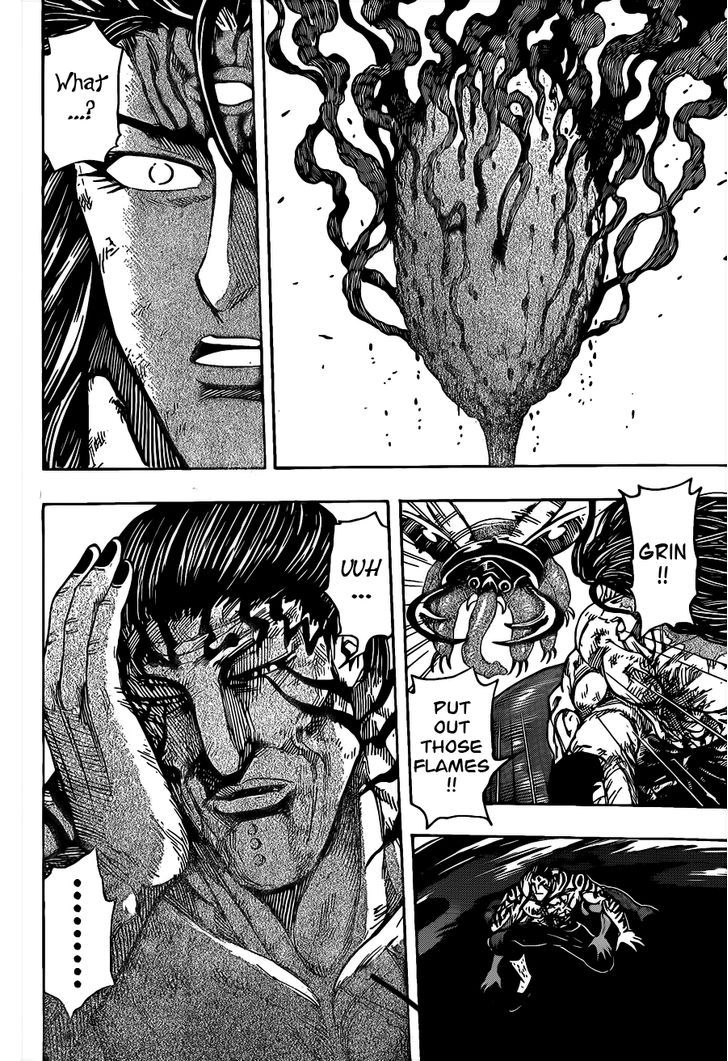 What
....?
GRIN
!!
PUT
OUT
THOSE
FLAMES
!!
UUH
....
........